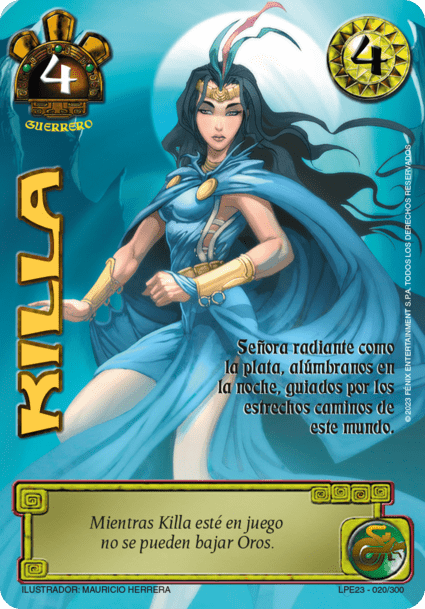 4
GUERRERO
4
KILLA
Señora radiante como
la plata, alúmbranos en
la noche, guiados por los
estrechos caminos de
este mundo.
© 2023 FÉNIX ENTERTAINMENT S.P.A. TODOS LOS DERECHOS RESERVADOS
Mientras Killa esté en juego
no se pueden bajar Oros.
ILUSTRADOR: MAURICIO HERRERA
LPE23 - 020/300